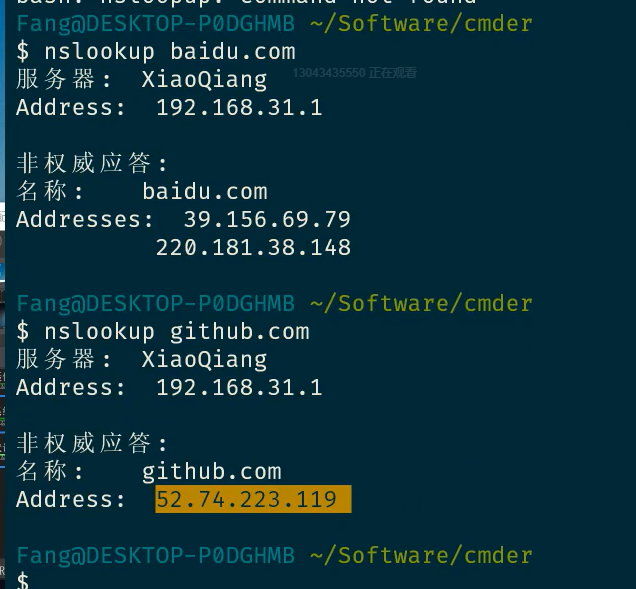 bash: nslopup: command not found
Fang@DESKTOP-P0DGHMB ~/Software/cmder
$ nslookup baidu.com
服务器: XiaoQiang
13043435550 正在观看
Address: 192.168.31.1
非权威应答:
名称: baidu.com
Addresses: 39.156.69.79
220.181.38.148
Fang@DESKTOP-P0DGHMB ~/Software/cmder
$ nslookup github.com
服务器: XiaoQiang
Address: 192.168.31.1
非权威应答:
名称: github.com
Address: 52.74.223.119
Fang@DESKTOP-P0DGHMB ~/Software/cmder
$